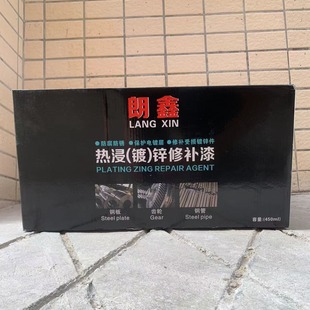 朗鑫
LANG XIN
●防腐防锈 ●保护电镀层 ●修补受损镀锌件
热浸(镀)锌修补漆
PLATING ZING REPAIR AGENT
钢板 齿轮 钢管
Steel plate Gear Steel pipe
容量:(450ml)